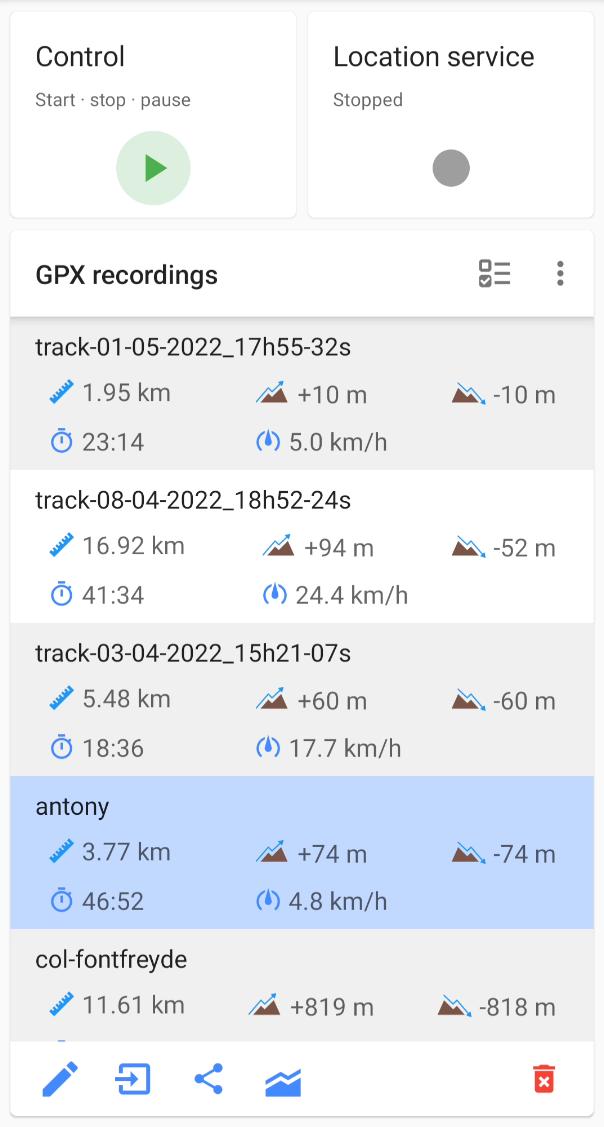 Control
Location service
Start · stop · pause
Stopped
GPX recordings
track-01-05-2022_17h55-32s
1.95 km +10 m -10 m
23:14 5.0 km/h
track-08-04-2022_18h52-24s
16.92 km +94 m -52 m
41:34 24.4 km/h
track-03-04-2022_15h21-07s
5.48 km +60 m -60 m
18:36 17.7 km/h
antony
3.77 km +74 m -74 m
46:52 4.8 km/h
col-fontfreyde
11.61 km +819 m -818 m